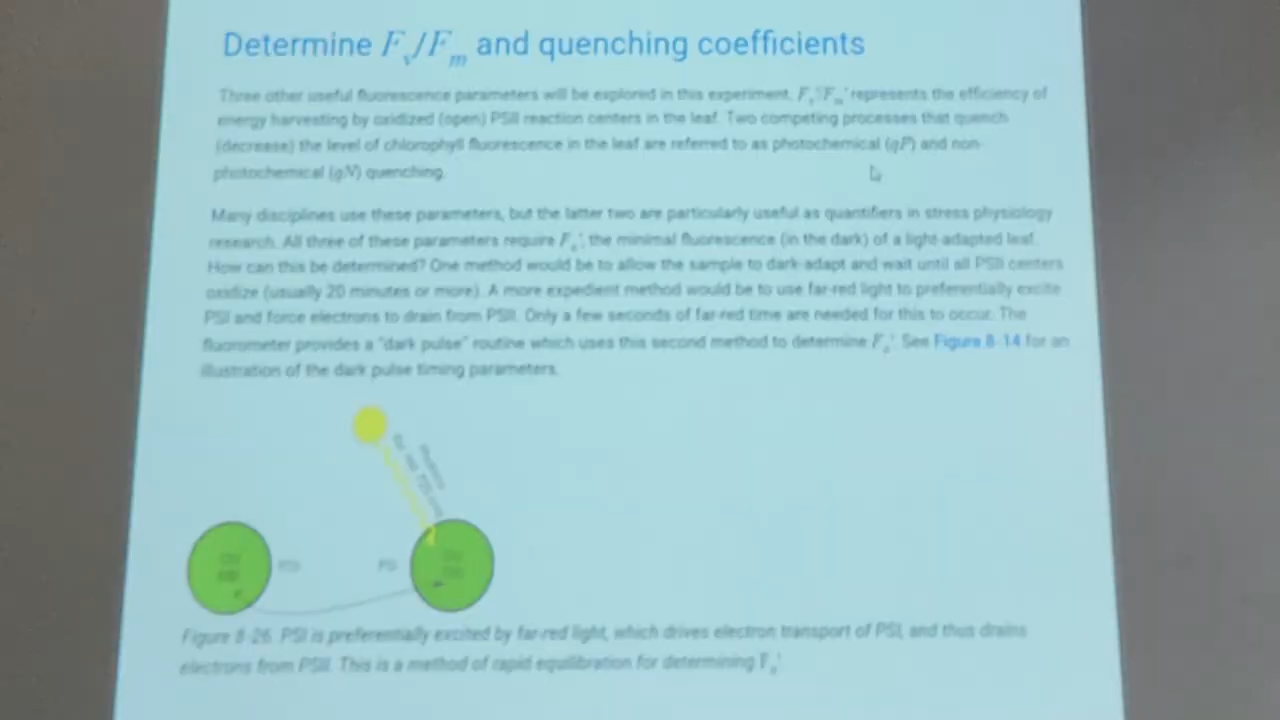 Determine Fv/Fm and quenching coefficients
Three other useful fluorescence parameters will be explored in this experiment. Fv'/Fm' represents the efficiency of
energy harvesting by oxidized (open) PSII reaction centers in the leaf. Two competing processes that quench
(decrease) the level of chlorophyll fluorescence in the leaf are referred to as photochemical (qP) and non-
photochemical (qN) quenching.
Many disciplines use these parameters, but the latter two are particularly useful as quantifiers in stress physiology
research. All three of these parameters require Fo', the minimal fluorescence (in the dark) of a light-adapted leaf.
How can this be determined? One method would be to allow the sample to dark-adapt and wait until all PSII centers
oxidize (usually 20 minutes or more). A more expedient method would be to use far-red light to preferentially excite
PSI and force electrons to drain from PSII. Only a few seconds of far-red time are needed for this to occur. The
fluorometer provides a "dark pulse" routine which uses this second method to determine Fo'. See Figure 8-14 for an
illustration of the dark pulse timing parameters.
PSI
Figure 8-26. PSI is preferentially excited by far-red light, which drives electron transport of PSI, and thus drains
electrons from PSII. This is a method of rapid equilibration for determining Fo'